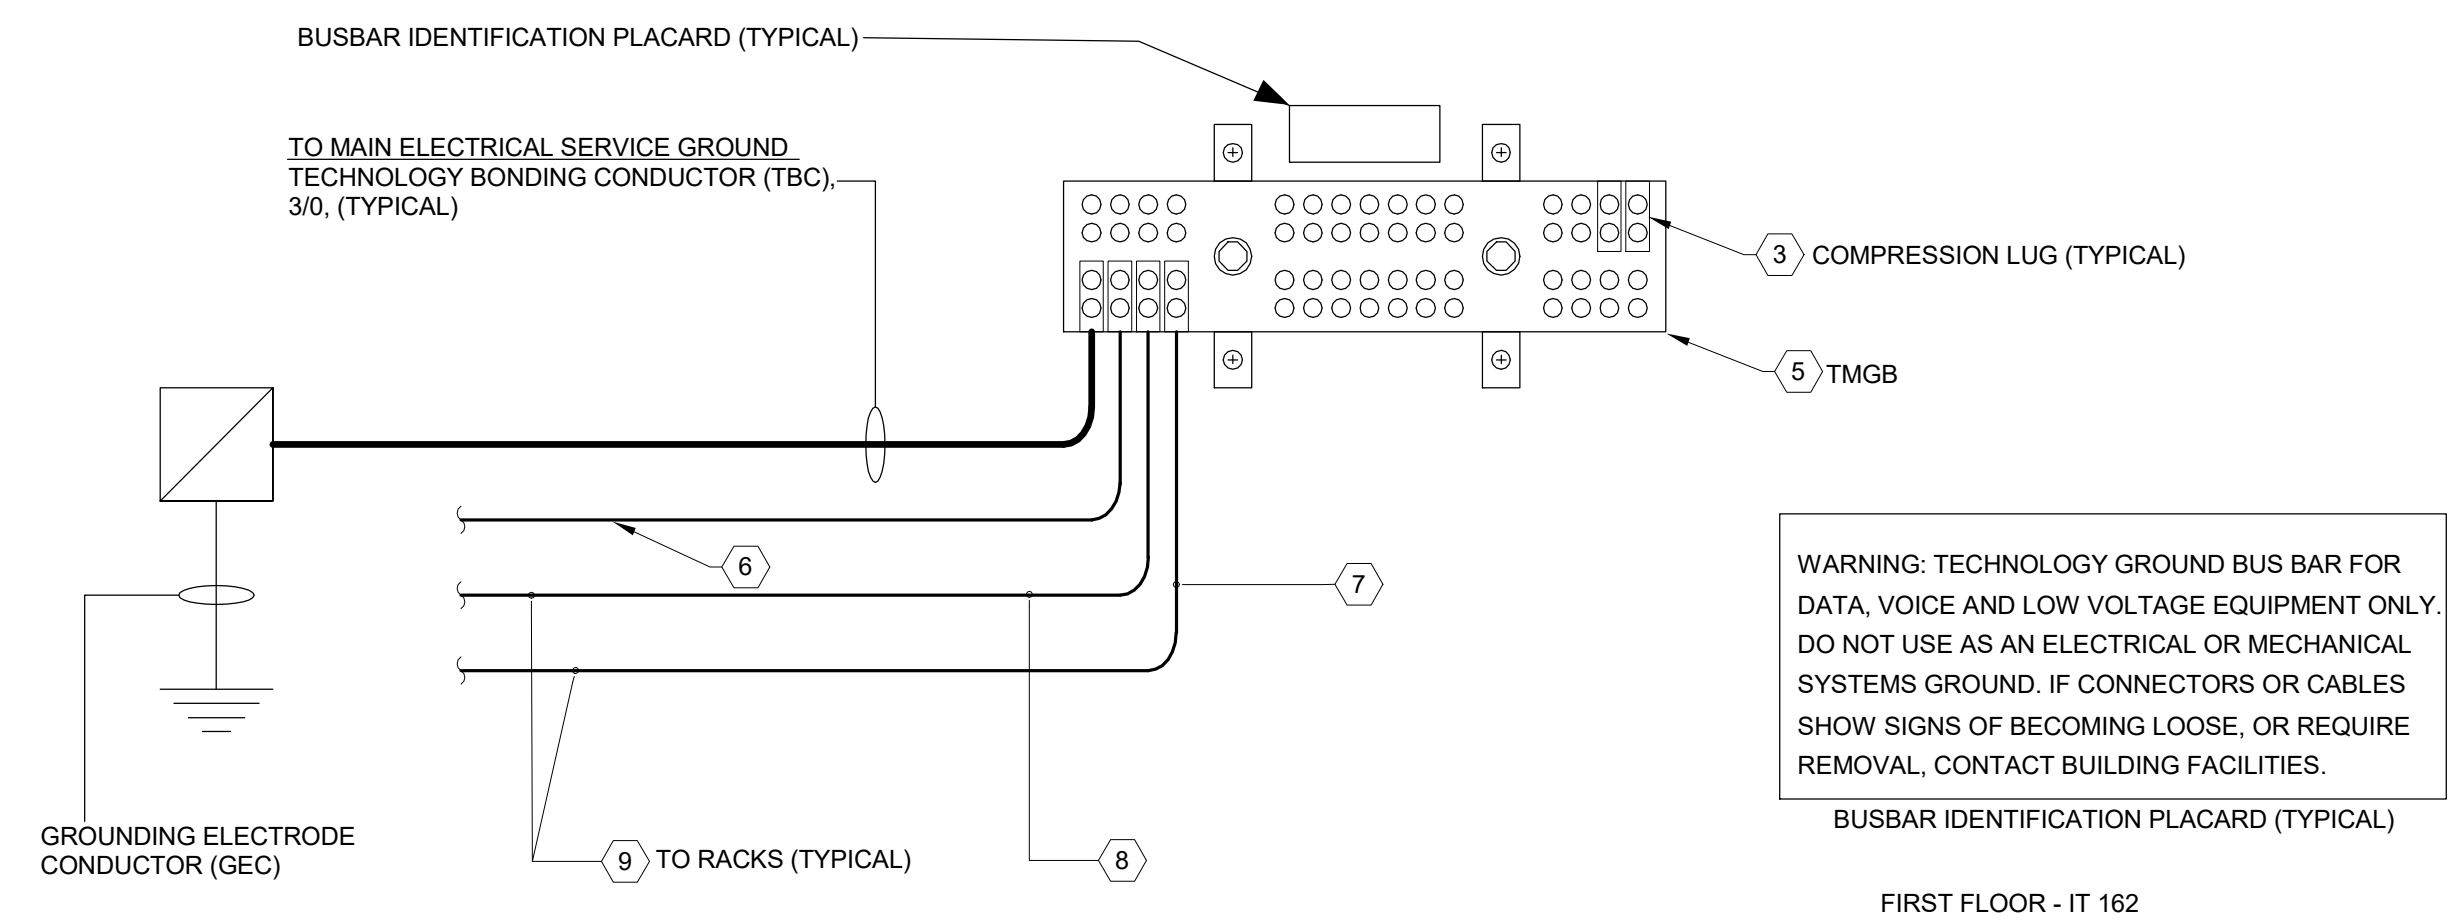 BUSBAR IDENTIFICATION PLACARD (TYPICAL)
TO MAIN ELECTRICAL SERVICE GROUND
TECHNOLOGY BONDING CONDUCTOR (TBC),
3/0, (TYPICAL)
3 COMPRESSION LUG (TYPICAL)
5 TMGB
6
7
WARNING: TECHNOLOGY GROUND BUS BAR FOR
DATA, VOICE AND LOW VOLTAGE EQUIPMENT ONLY.
DO NOT USE AS AN ELECTRICAL OR MECHANICAL
SYSTEMS GROUND. IF CONNECTORS OR CABLES
SHOW SIGNS OF BECOMING LOOSE, OR REQUIRE
REMOVAL, CONTACT BUILDING FACILITIES.
BUSBAR IDENTIFICATION PLACARD (TYPICAL)
GROUNDING ELECTRODE
CONDUCTOR (GEC)
9 TO RACKS (TYPICAL)
8
FIRST FLOOR - IT 162